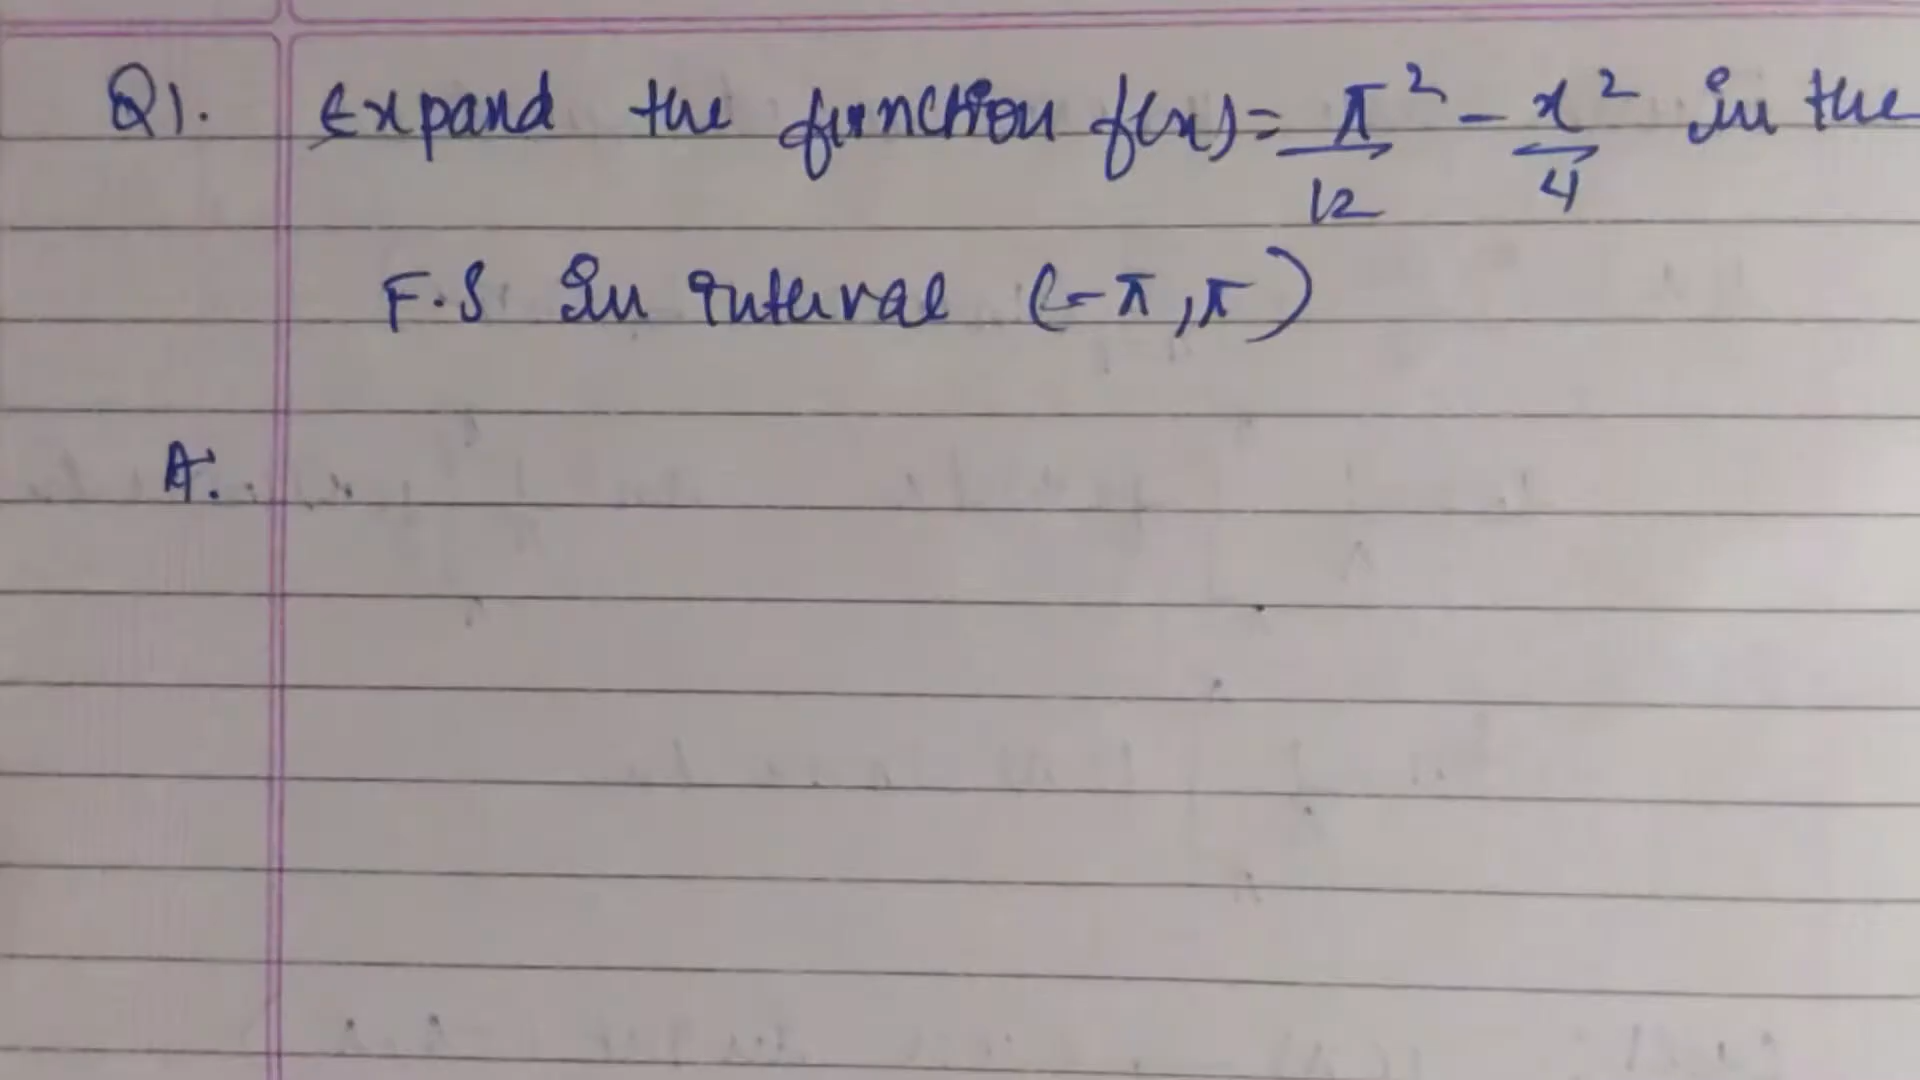 Q1. Expand the function f(x) = π²/12 - x²/4 in the
F.S. in interval (-π, π)
A.